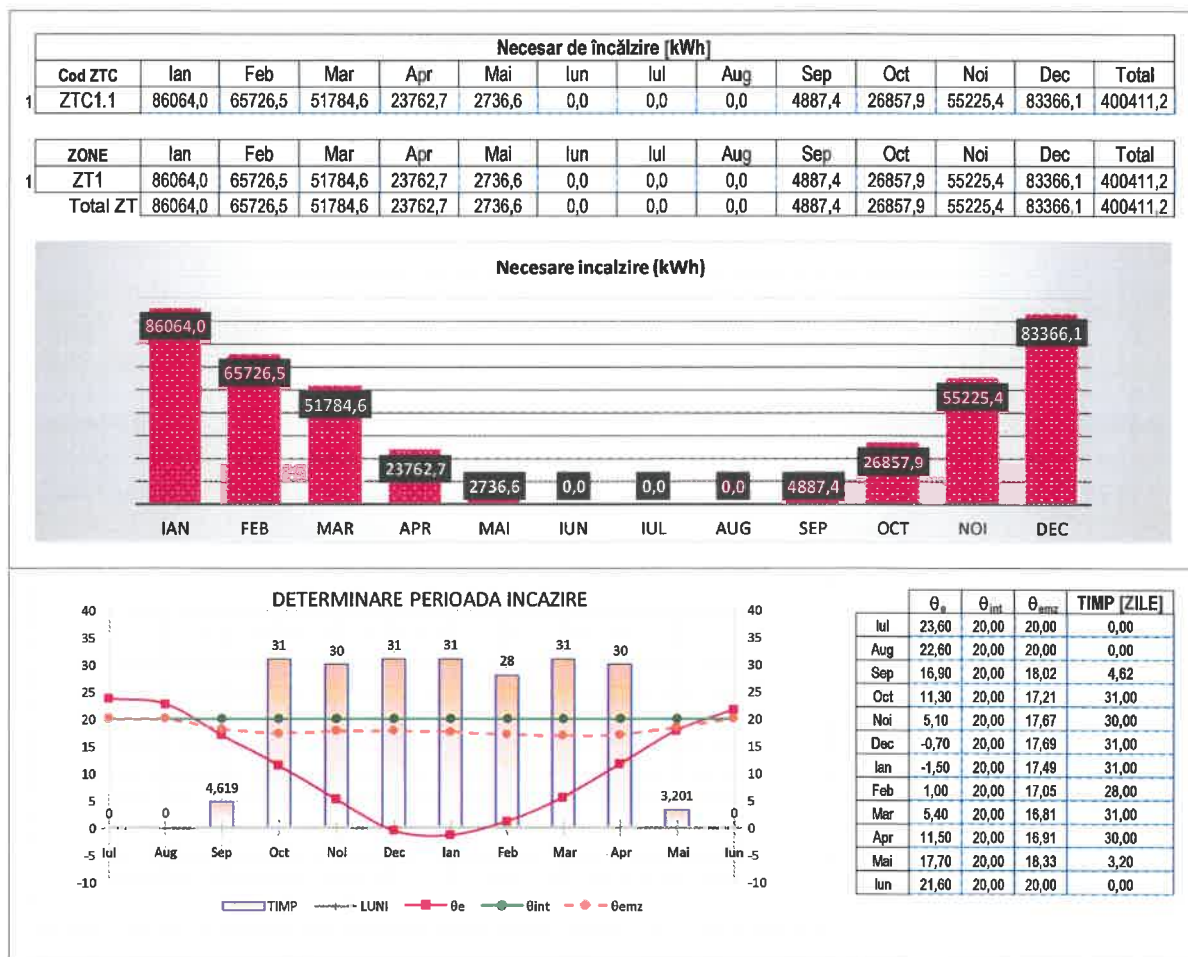 Necesar de încălzire [kWh]
Cod ZTC Ian Feb Mar Apr Mai Iun Iul Aug Sep Oct Noi Dec Total
1 ZTC1.1 86064,0 65726,5 51784,6 23762,7 2736,6 0,0 0,0 0,0 4887,4 26857,9 55225,4 83366,1 400411,2
ZONE Ian Feb Mar Apr Mai Iun Iul Aug Sep Oct Noi Dec Total
1 ZT1 86064,0 65726,5 51784,6 23762,7 2736,6 0,0 0,0 0,0 4887,4 26857,9 55225,4 83366,1 400411,2
Total ZT 86064,0 65726,5 51784,6 23762,7 2736,6 0,0 0,0 0,0 4887,4 26857,9 55225,4 83366,1 400411,2
Necesare incalzire (kWh)
86064,0 65726,5 51784,6 23762,7 2736,6 0,0 0,0 0,0 4887,4 26857,9 55225,4 83366,1
IAN FEB MAR APR MAI IUN IUL AUG SEP OCT NOI DEC
DETERMINARE PERIOADA INCAZIRE
40 40
35 35
30 30
25 25
20 20
15 15
10 10
5 5
0 0
-5 -5
-10 -10
0 0 4,619 31 30 31 31 28 31 30 3,201 0
Iul Aug Sep Oct Noi Dec Ian Feb Mar Apr Mai Iun
TIMP LUNI θe θint θemz
θe θint θemz TIMP [ZILE]
Iul 23,60 20,00 20,00 0,00
Aug 22,60 20,00 20,00 0,00
Sep 16,90 20,00 18,02 4,62
Oct 11,30 20,00 17,21 31,00
Noi 5,10 20,00 17,67 30,00
Dec -0,70 20,00 17,69 31,00
Ian -1,50 20,00 17,49 31,00
Feb 1,00 20,00 17,05 28,00
Mar 5,40 20,00 16,81 31,00
Apr 11,50 20,00 16,91 30,00
Mai 17,70 20,00 18,33 3,20
Iun 21,60 20,00 20,00 0,00